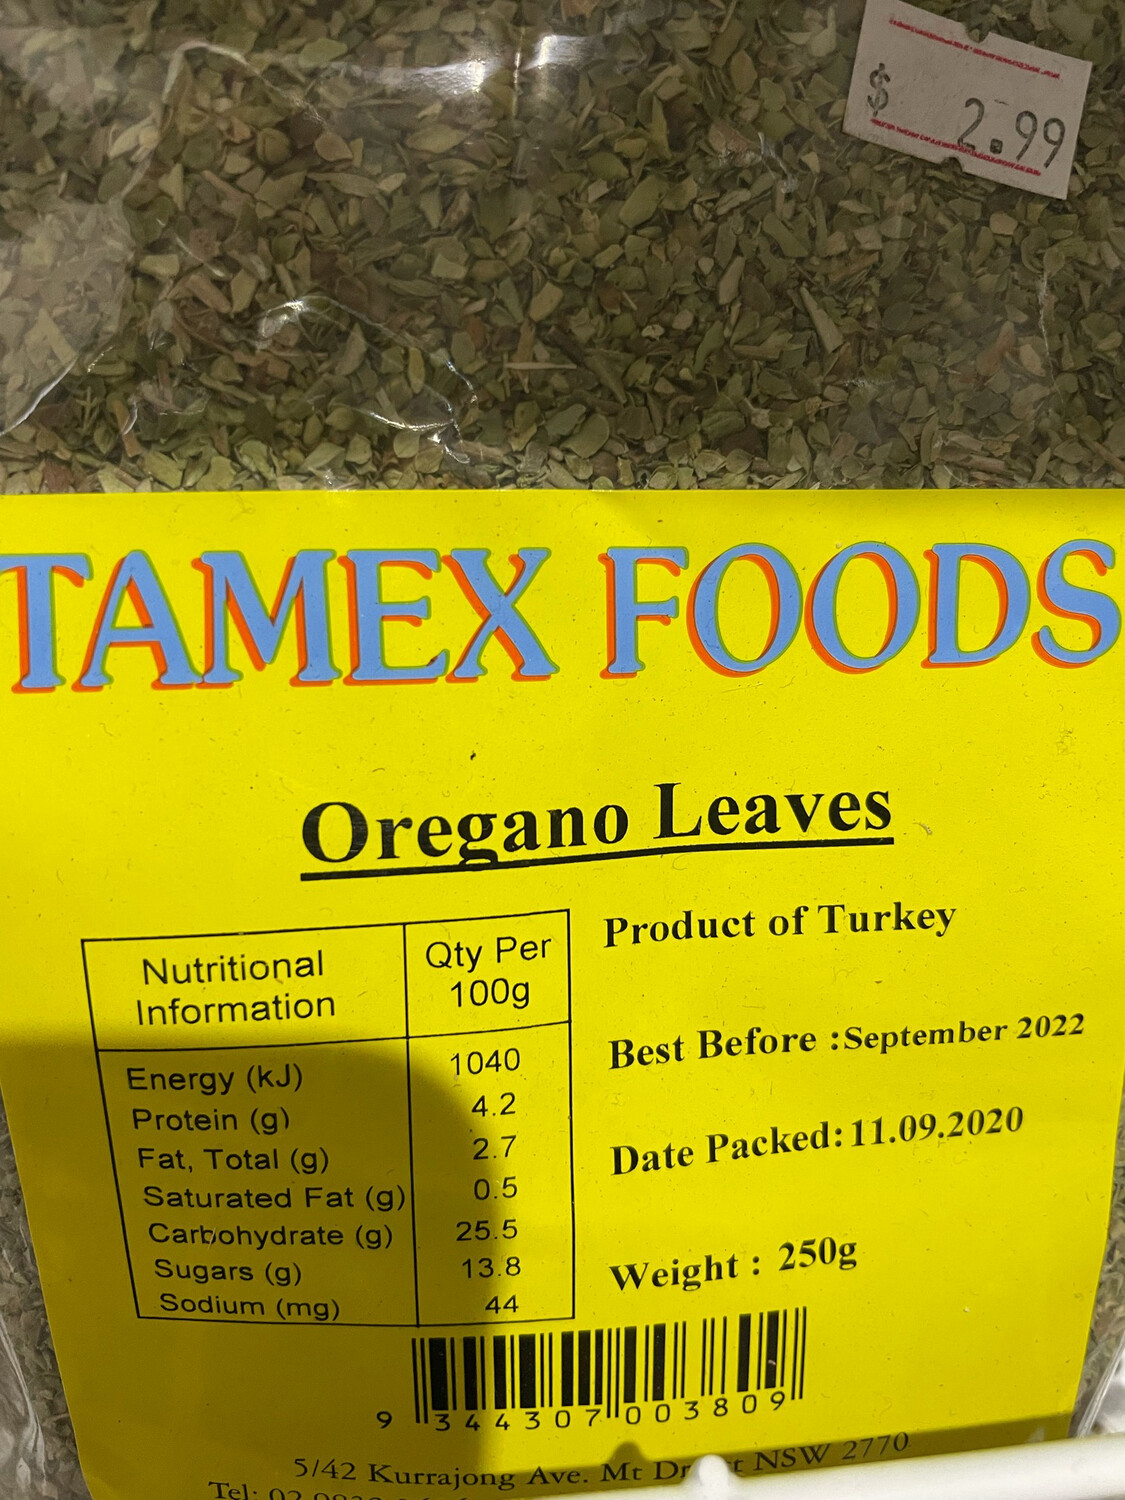 $ 2.99
TAMEX FOODS
Oregano Leaves
Nutritional Information
Qty Per 100g
Energy (kJ) 1040
Protein (g) 4.2
Fat, Total (g) 2.7
Saturated Fat (g) 0.5
Carbohydrate (g) 25.5
Sugars (g) 13.8
Sodium (mg) 44
Product of Turkey
Best Before :September 2022
Date Packed: 11.09.2020
Weight : 250g
9 344307 003809
5/42 Kurrajong Ave. Mt NSW 2770
Tel: 02